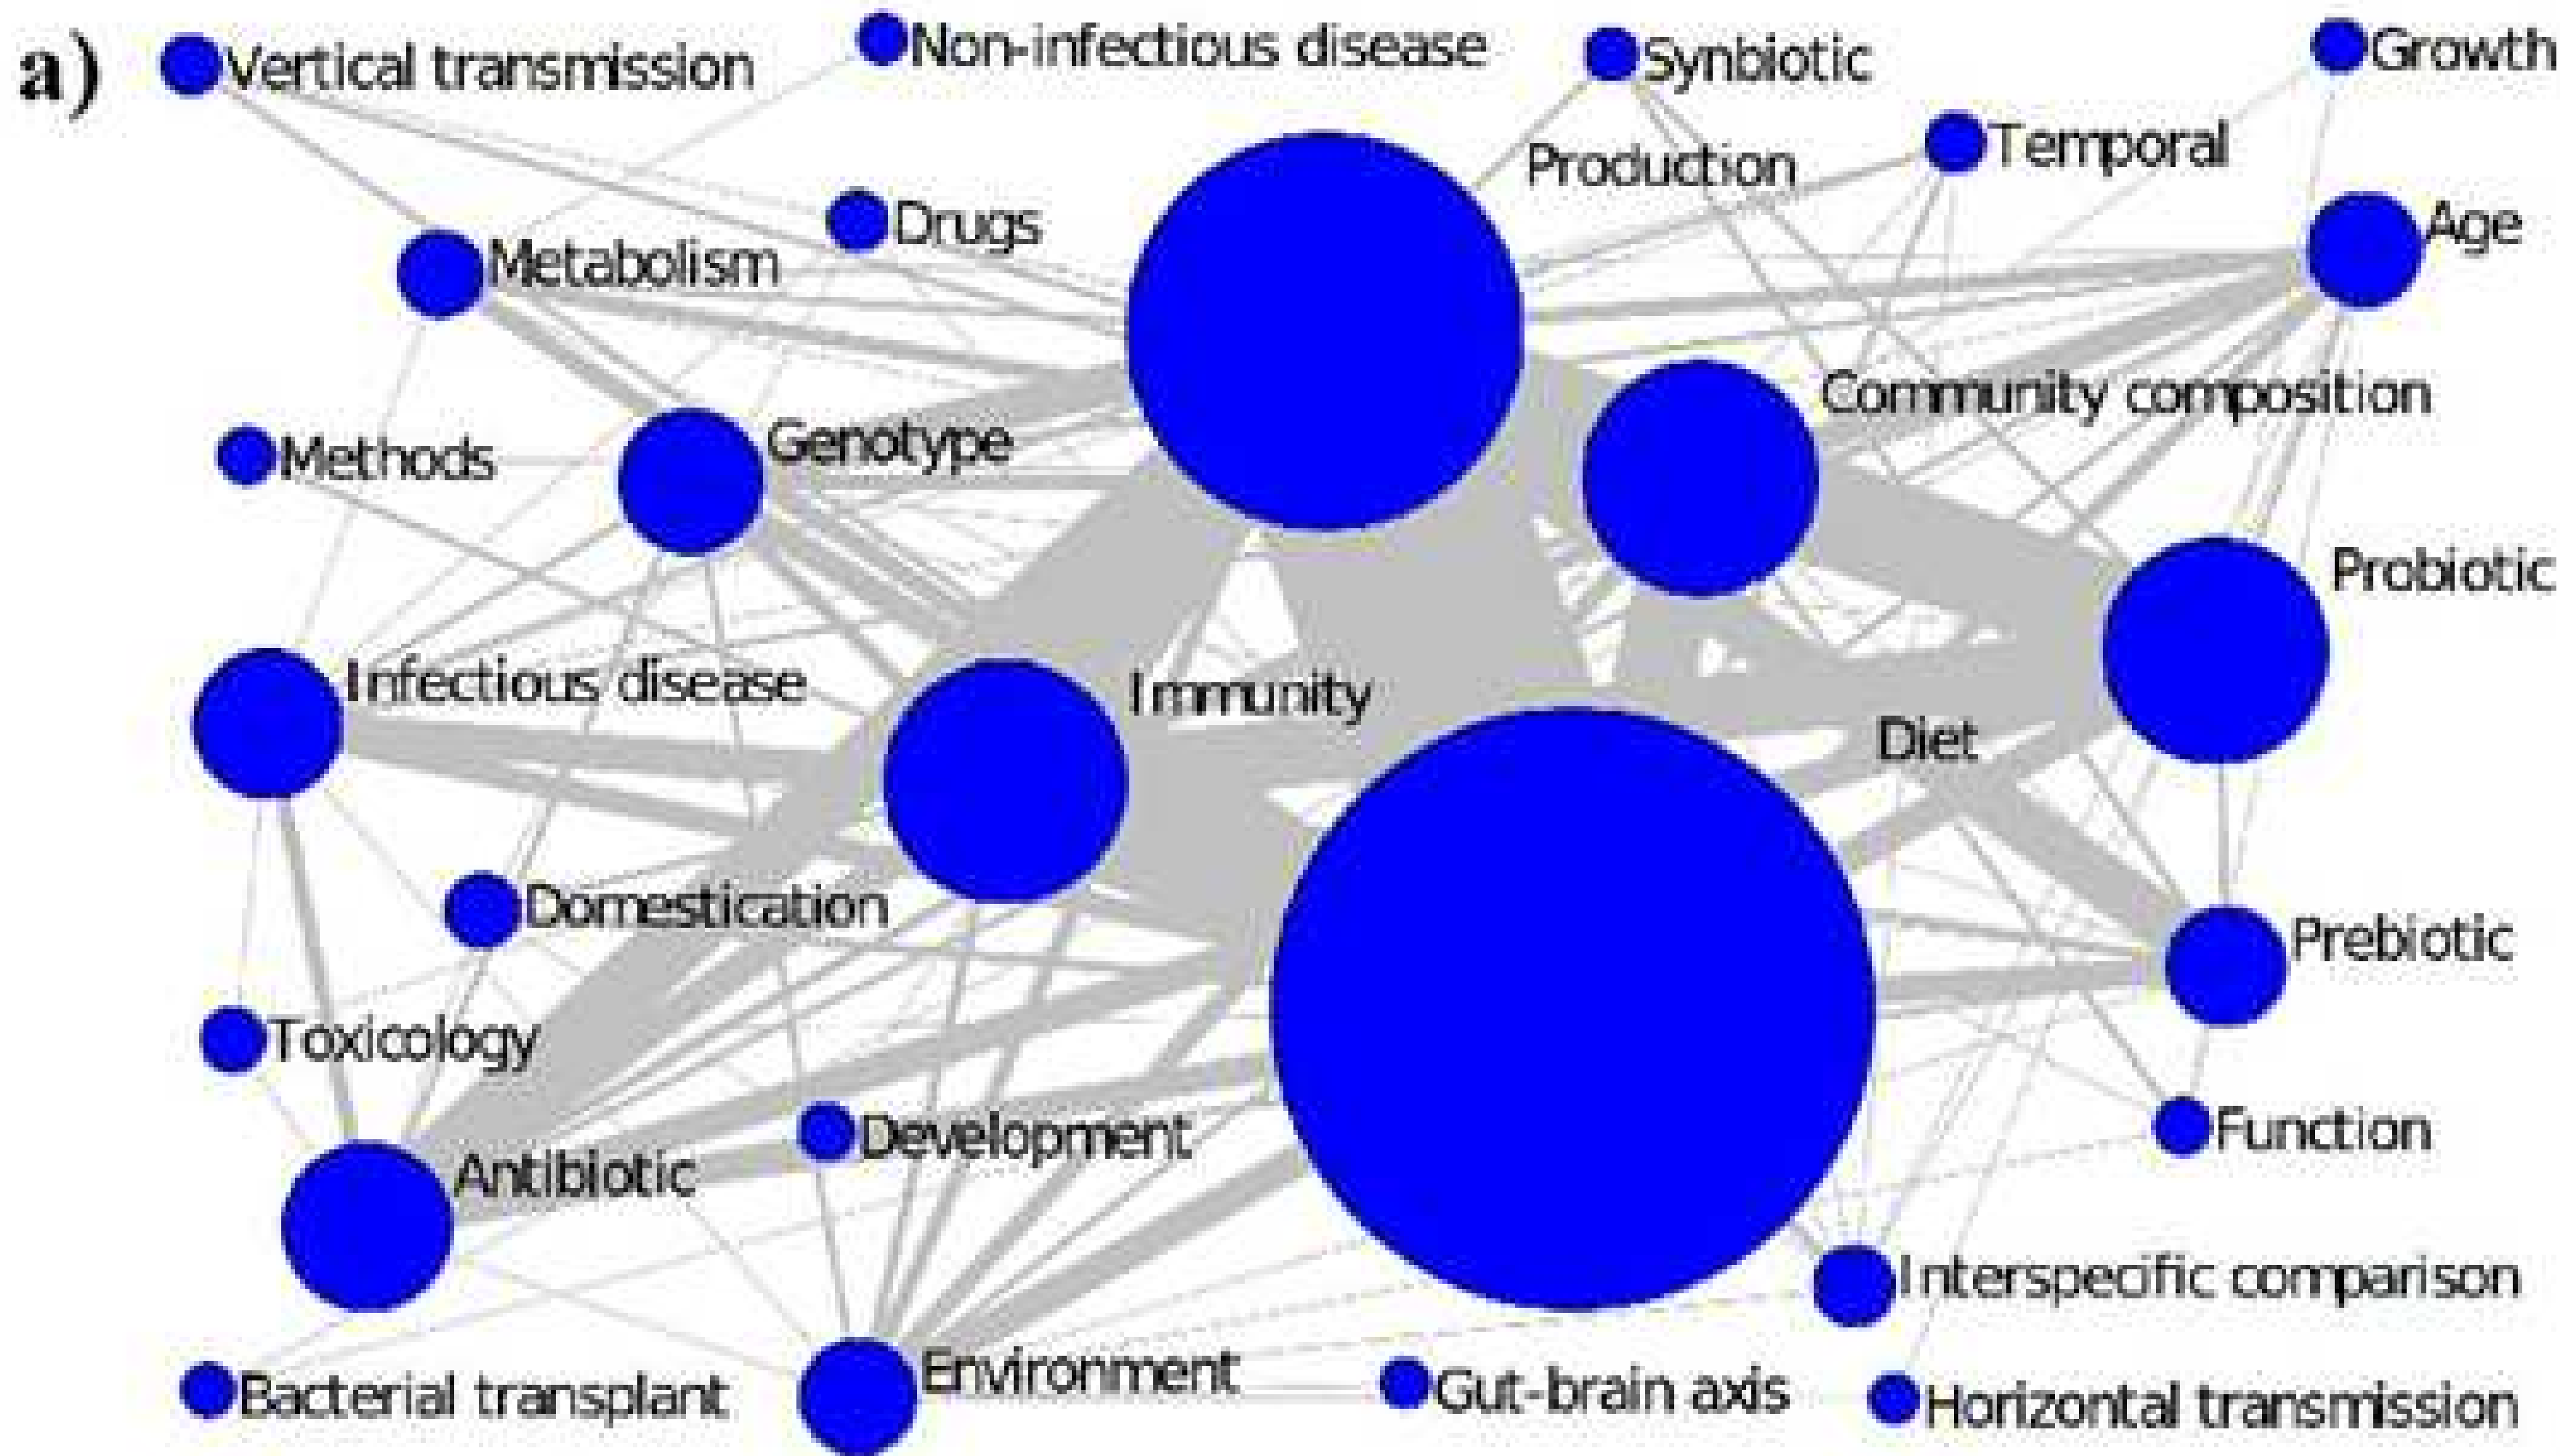 a)
Vertical transmission
Non-infectious disease
Synbiotic
Growth
Production
Temporal
Drugs
Age
Metabolism
Community composition
Genotype
Methods
Probiotic
Infectious disease
Immunity
Diet
Domestication
Prebiotic
Toxicology
Development
Function
Antibiotic
Interspecific comparison
Environment
Gut-brain axis
Bacterial transplant
Horizontal transmission